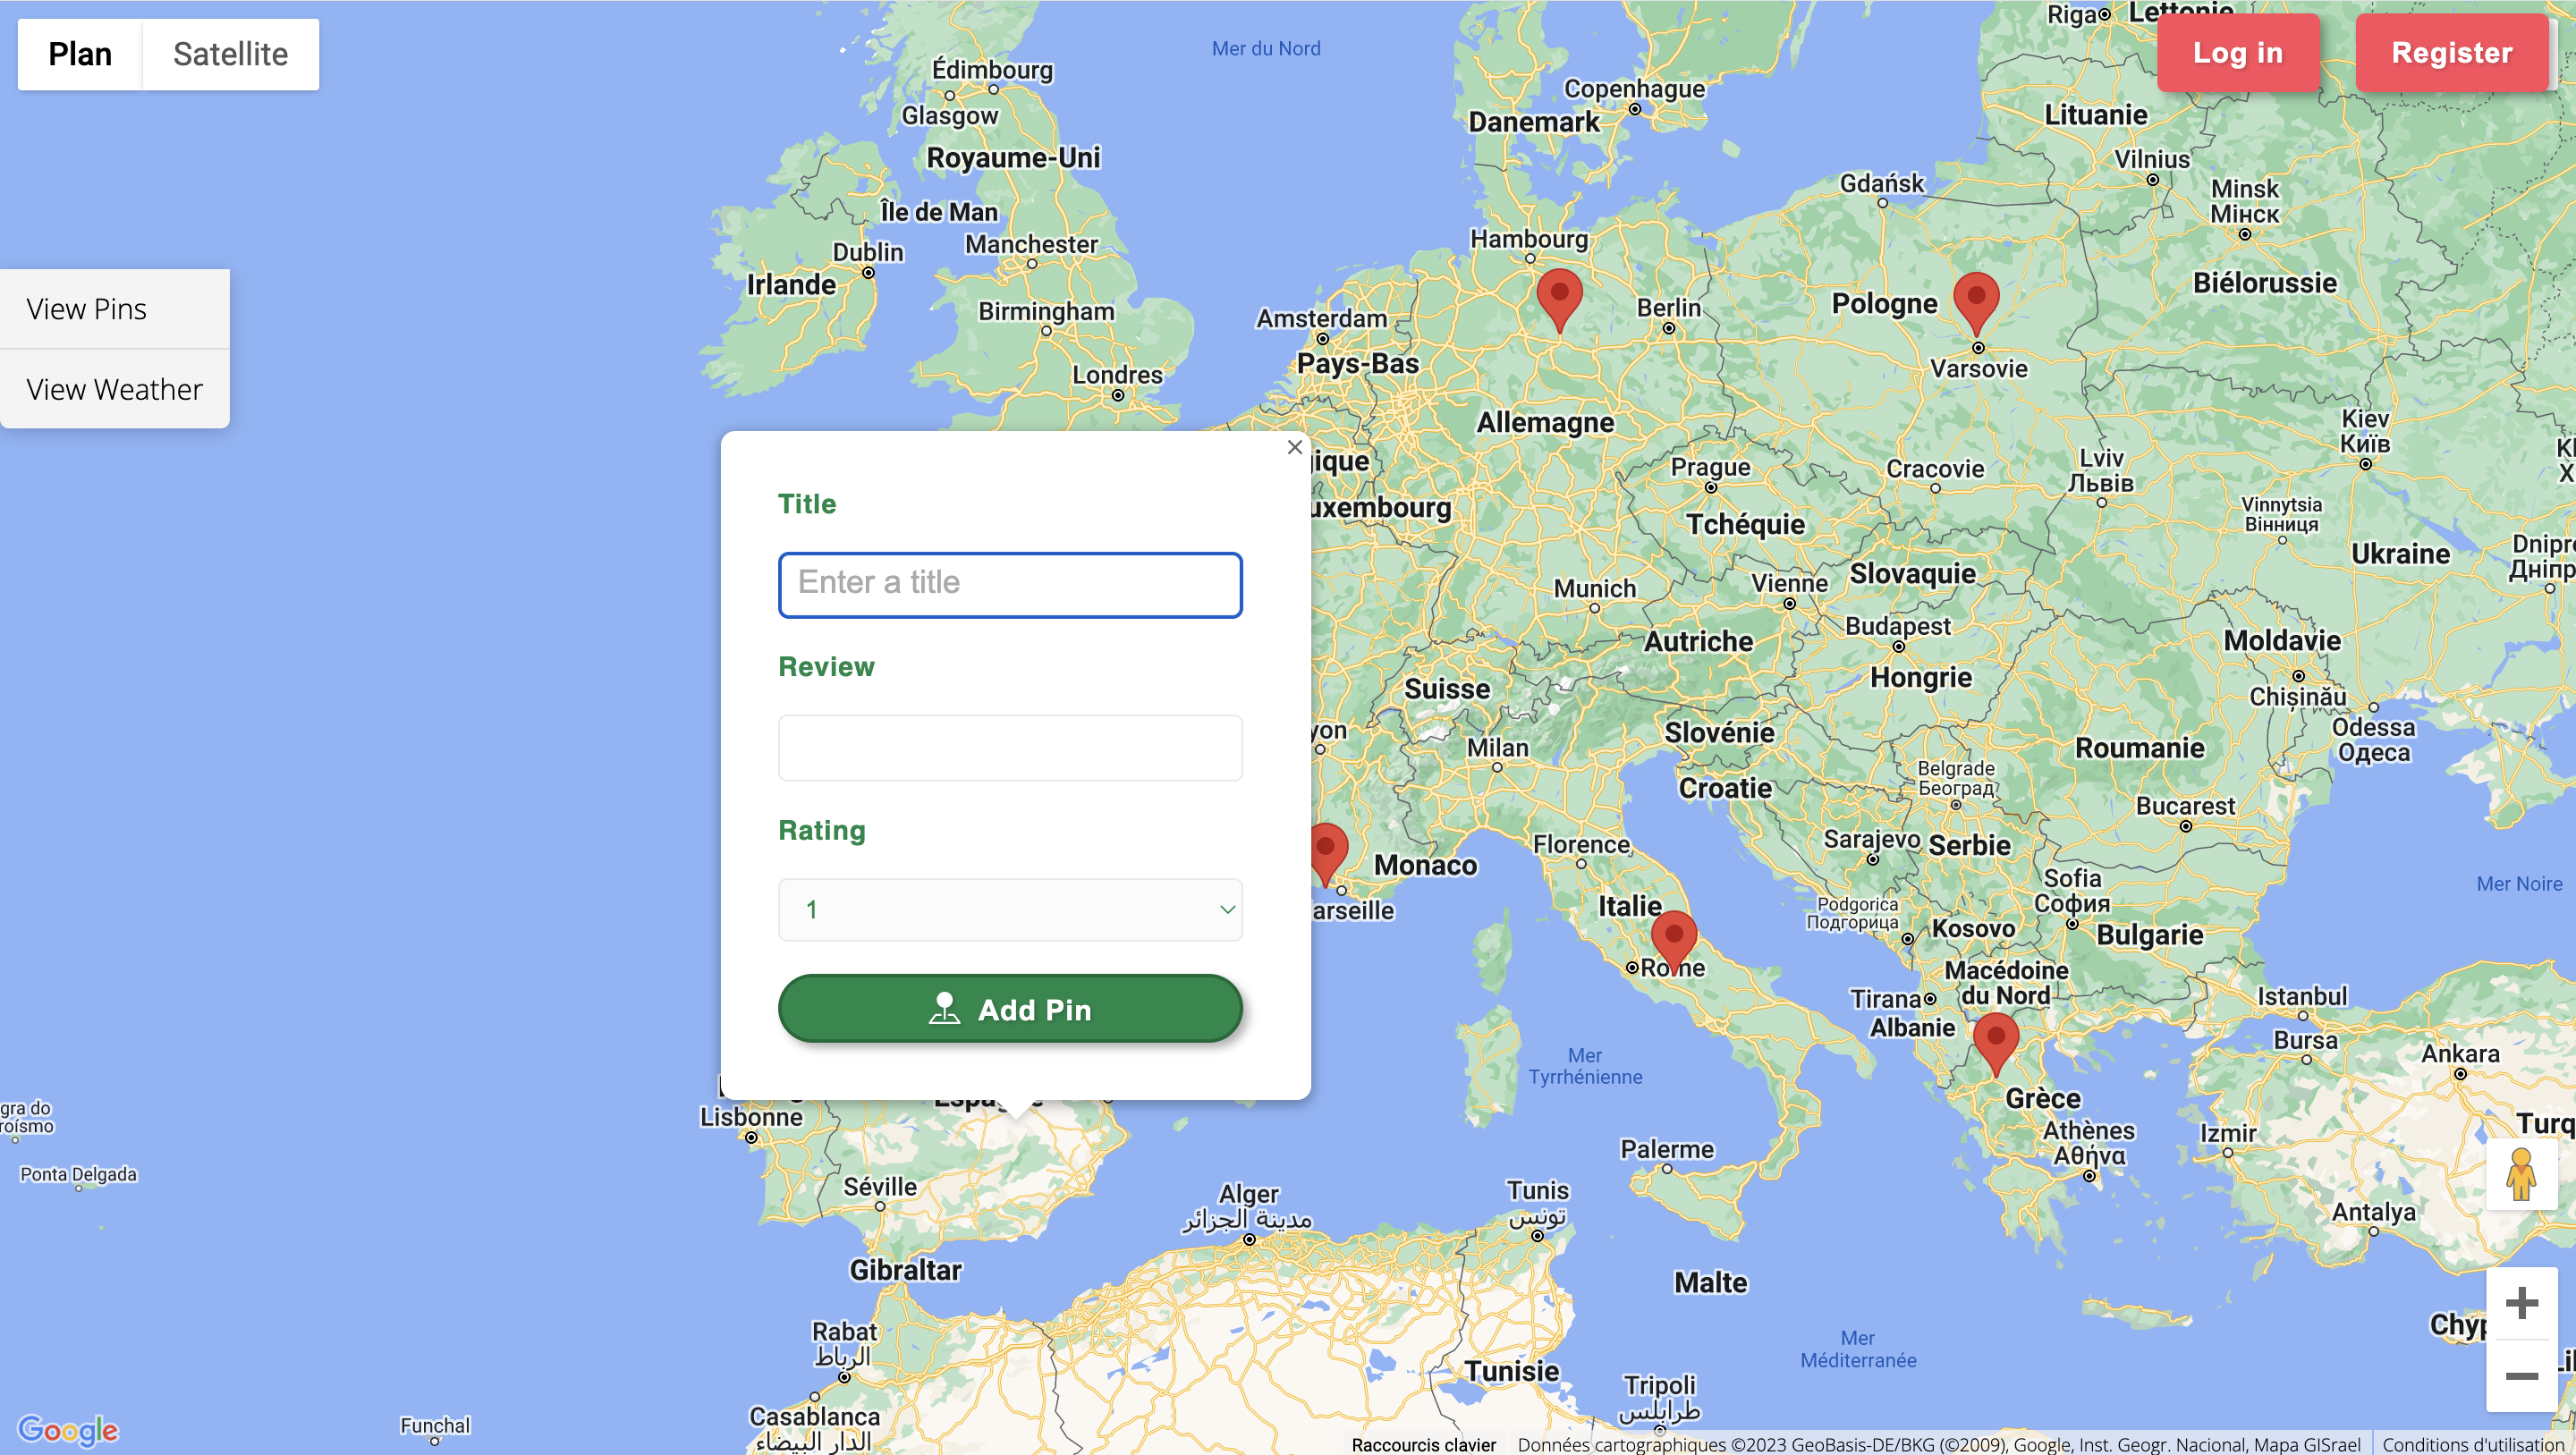 Plan
Satellite
Log in
Register
View Pins
View Weather
Title
Enter a title
Review
Rating
1
Add Pin
Mer du Nord
Riga
Lettonie
Édimbourg
Glasgow
Royaume-Uni
Copenhague
Danemark
Lituanie
Vilnius
Gdańsk
Minsk
Мінск
Île de Man
Dublin
Manchester
Irlande
Hambourg
Biélorussie
Birmingham
Amsterdam
Berlin
Pologne
Pays-Bas
Varsovie
Londres
Allemagne
Kiev
Київ
gique
Prague
Cracovie
Lviv
Львів
uxembourg
Tchéquie
Vinnytsia
Вінниця
Ukraine
Munich
Vienne
Slovaquie
Dnipr
Дніпр
Autriche
Budapest
Moldavie
Suisse
Hongrie
Chișinău
yon
Milan
Slovénie
Roumanie
Odessa
Одеса
Croatie
Belgrade
Београд
Bucarest
Florence
Sarajevo
Serbie
Monaco
Mer Noire
arseille
Italie
Sofia
София
Podgorica
Подгорица
Kosovo
Bulgarie
Rome
Macédoine
du Nord
Tirana
Albanie
Istanbul
Bursa
Ankara
Mer
Tyrrhénienne
Grèce
Espagne
Lisbonne
gra do
roísmo
Ponta Delgada
Athènes
Αθήνα
Izmir
Turq
Palerme
Séville
Alger
مدينة الجزائر
Tunis
تونس
Antalya
Gibraltar
Malte
Rabat
الرباط
Mer
Méditerranée
Chyp
Tunisie
Tripoli
طرابلس
Casablanca
الدار البيضاء
Funchal
Google
Raccourcis clavier
Données cartographiques ©2023 GeoBasis-DE/BKG (©2009), Google, Inst. Geogr. Nacional, Mapa GISrael
Conditions d'utilisation